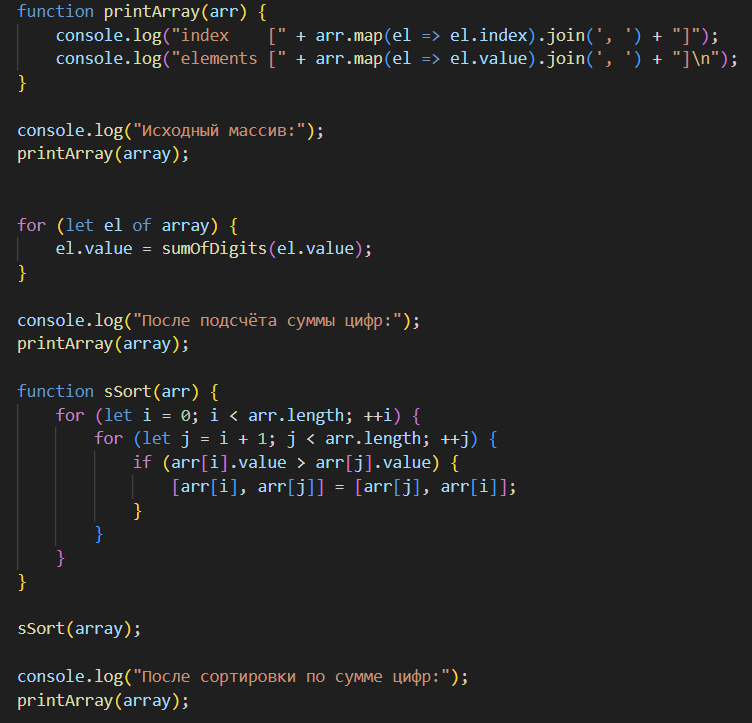 function printArray(arr) {
    console.log("index    [" + arr.map(el => el.index).join(', ') + "]");
    console.log("elements [" + arr.map(el => el.value).join(', ') + "]\n");
}
console.log("Исходный массив:");
printArray(array);
for (let el of array) {
    el.value = sumOfDigits(el.value);
}
console.log("После подсчёта суммы цифр:");
printArray(array);
function sSort(arr) {
    for (let i = 0; i < arr.length; ++i) {
        for (let j = i + 1; j < arr.length; ++j) {
            if (arr[i].value > arr[j].value) {
                [arr[i], arr[j]] = [arr[j], arr[i]];
            }
        }
    }
}
sSort(array);
console.log("После сортировки по сумме цифр:");
printArray(array);